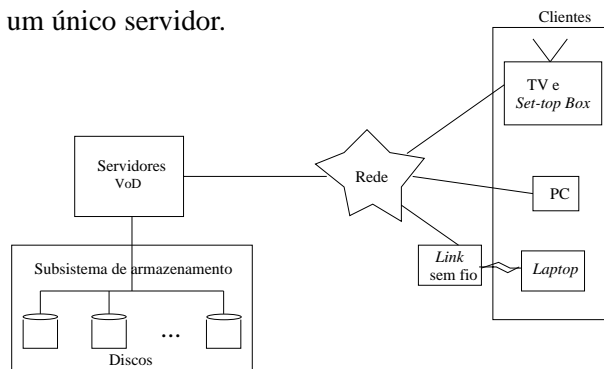 um único servidor.
Clientes
TV e
Set-top Box
Servidores
VoD
Rede
PC
Link
sem fio
Laptop
Subsistema de armazenamento
...
Discos